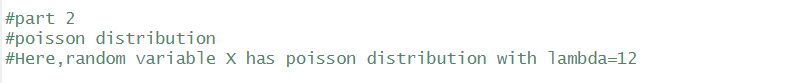 #part 2
#poisson distribution
#Here,random variable X has poisson distribution with lambda=12